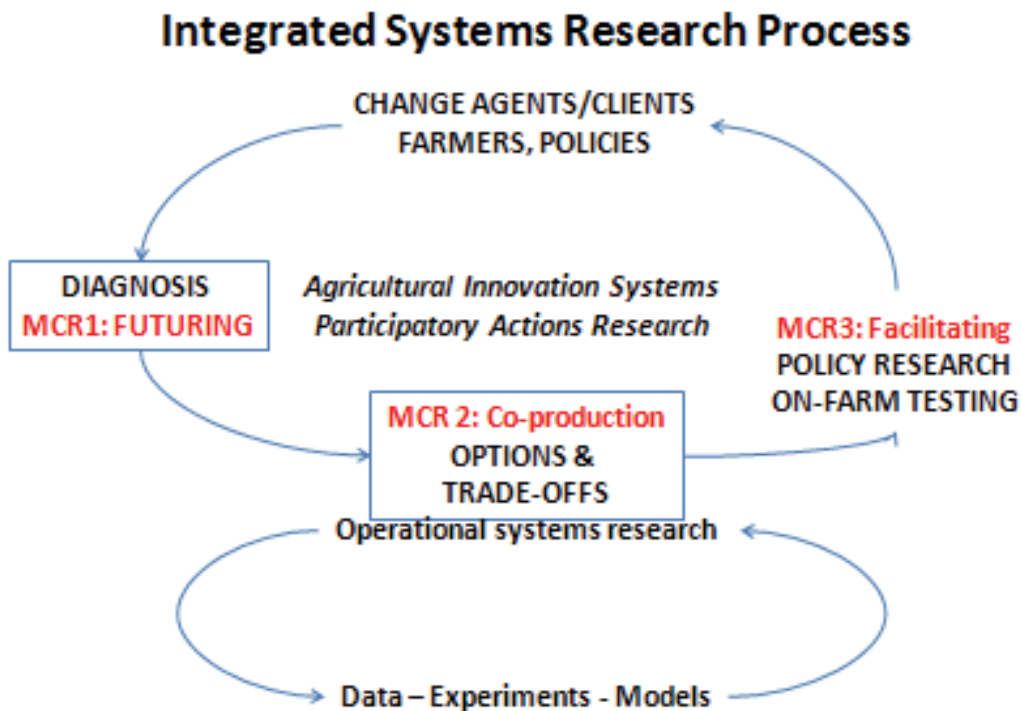 Integrated Systems Research Process
CHANGE AGENTS/CLIENTS
FARMERS, POLICIES
DIAGNOSIS
MCR1: FUTURING
Agricultural Innovation Systems
Participatory Actions Research
MCR3: Facilitating
POLICY RESEARCH
ON-FARM TESTING
MCR 2: Co-production
OPTIONS &
TRADE-OFFS
Operational systems research
Data – Experiments - Models